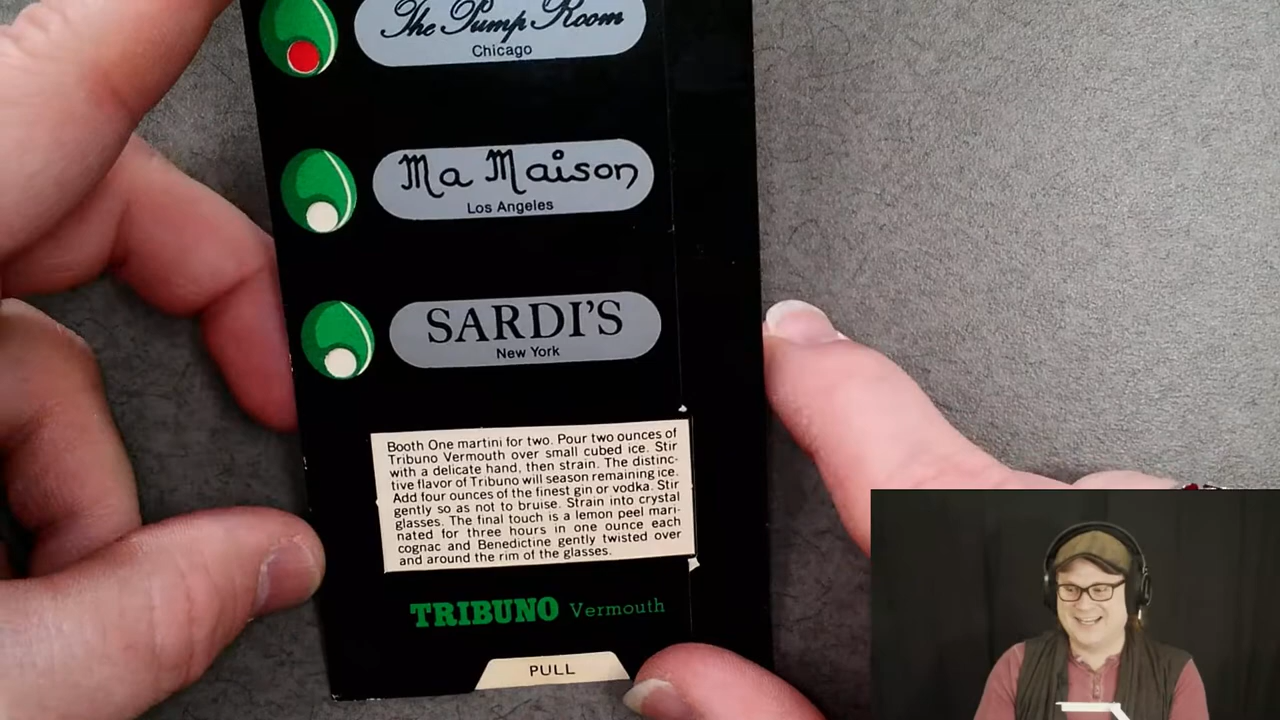 The Pump Room
Chicago
Ma Maison
Los Angeles
SARDI'S
New York
Booth One martini for two. Pour two ounces of
Tribuno Vermouth over small cubed ice. Stir
with a delicate hand, then strain. The distinc-
tive flavor of Tribuno will season remaining ice.
Add four ounces of the finest gin or vodka. Stir
gently so as not to bruise. Strain into crystal
glasses. The final touch is a lemon peel mari-
nated for three hours in one ounce each
cognac and Benedictine gently twisted over
and around the rim of the glasses.
TRIBUNO Vermouth
PULL